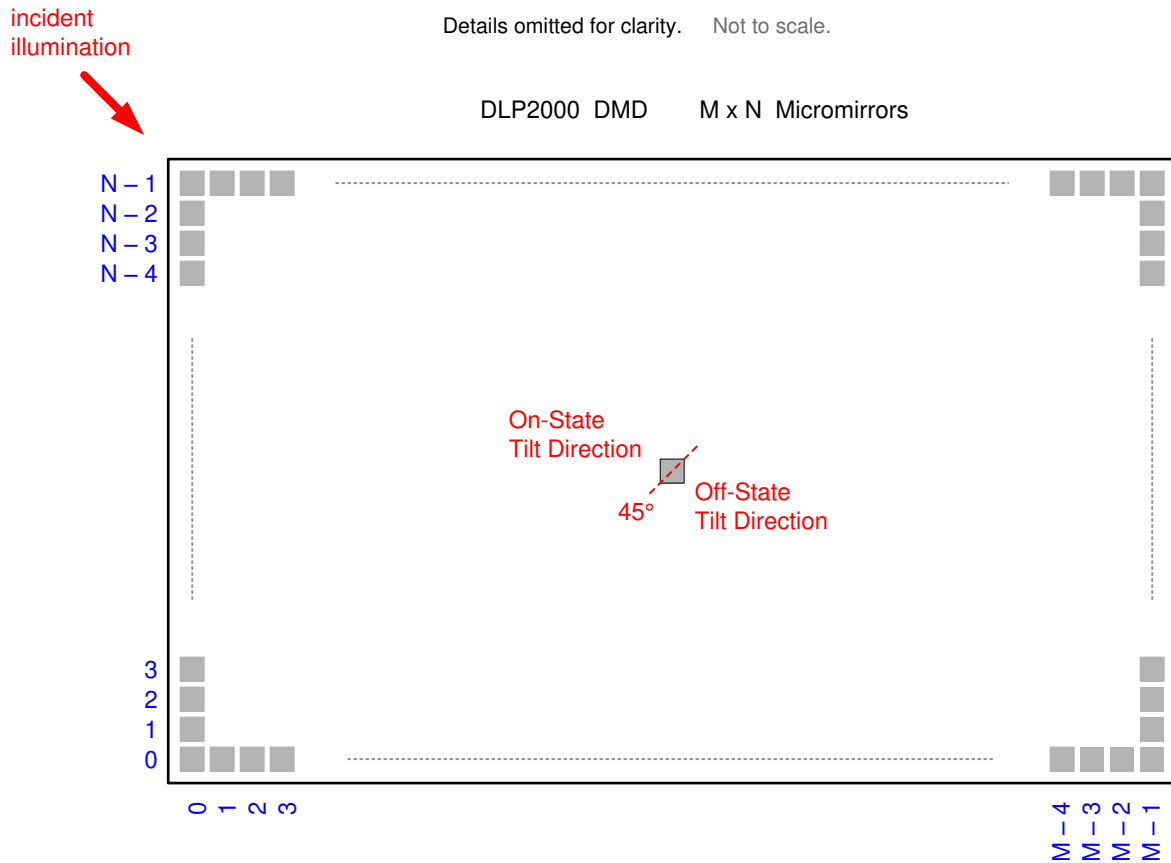 incident
illumination
Details omitted for clarity. Not to scale.
DLP2000 DMD M x N Micromirrors
N – 1
N – 2
N – 3
N – 4
On-State
Tilt Direction
45°
Off-State
Tilt Direction
3
2
1
0
0
1
2
3
M – 4
M – 3
M – 2
M – 1